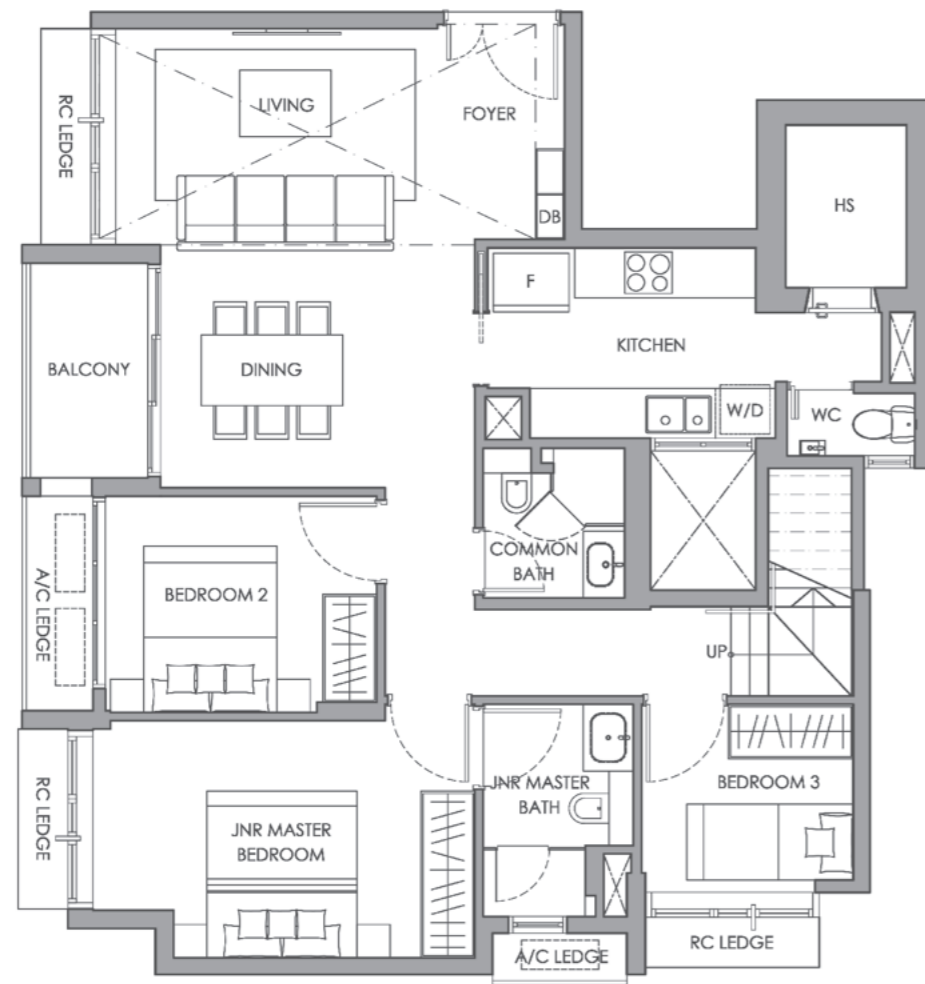 RC LEDGE
LIVING
FOYER
DB
HS
F
KITCHEN
BALCONY
DINING
W/D
WC
COMMON
BATH
A/C LEDGE
BEDROOM 2
UP
RC LEDGE
JNR MASTER
BEDROOM
JNR MASTER
BATH
BEDROOM 3
RC LEDGE
A/C LEDGE